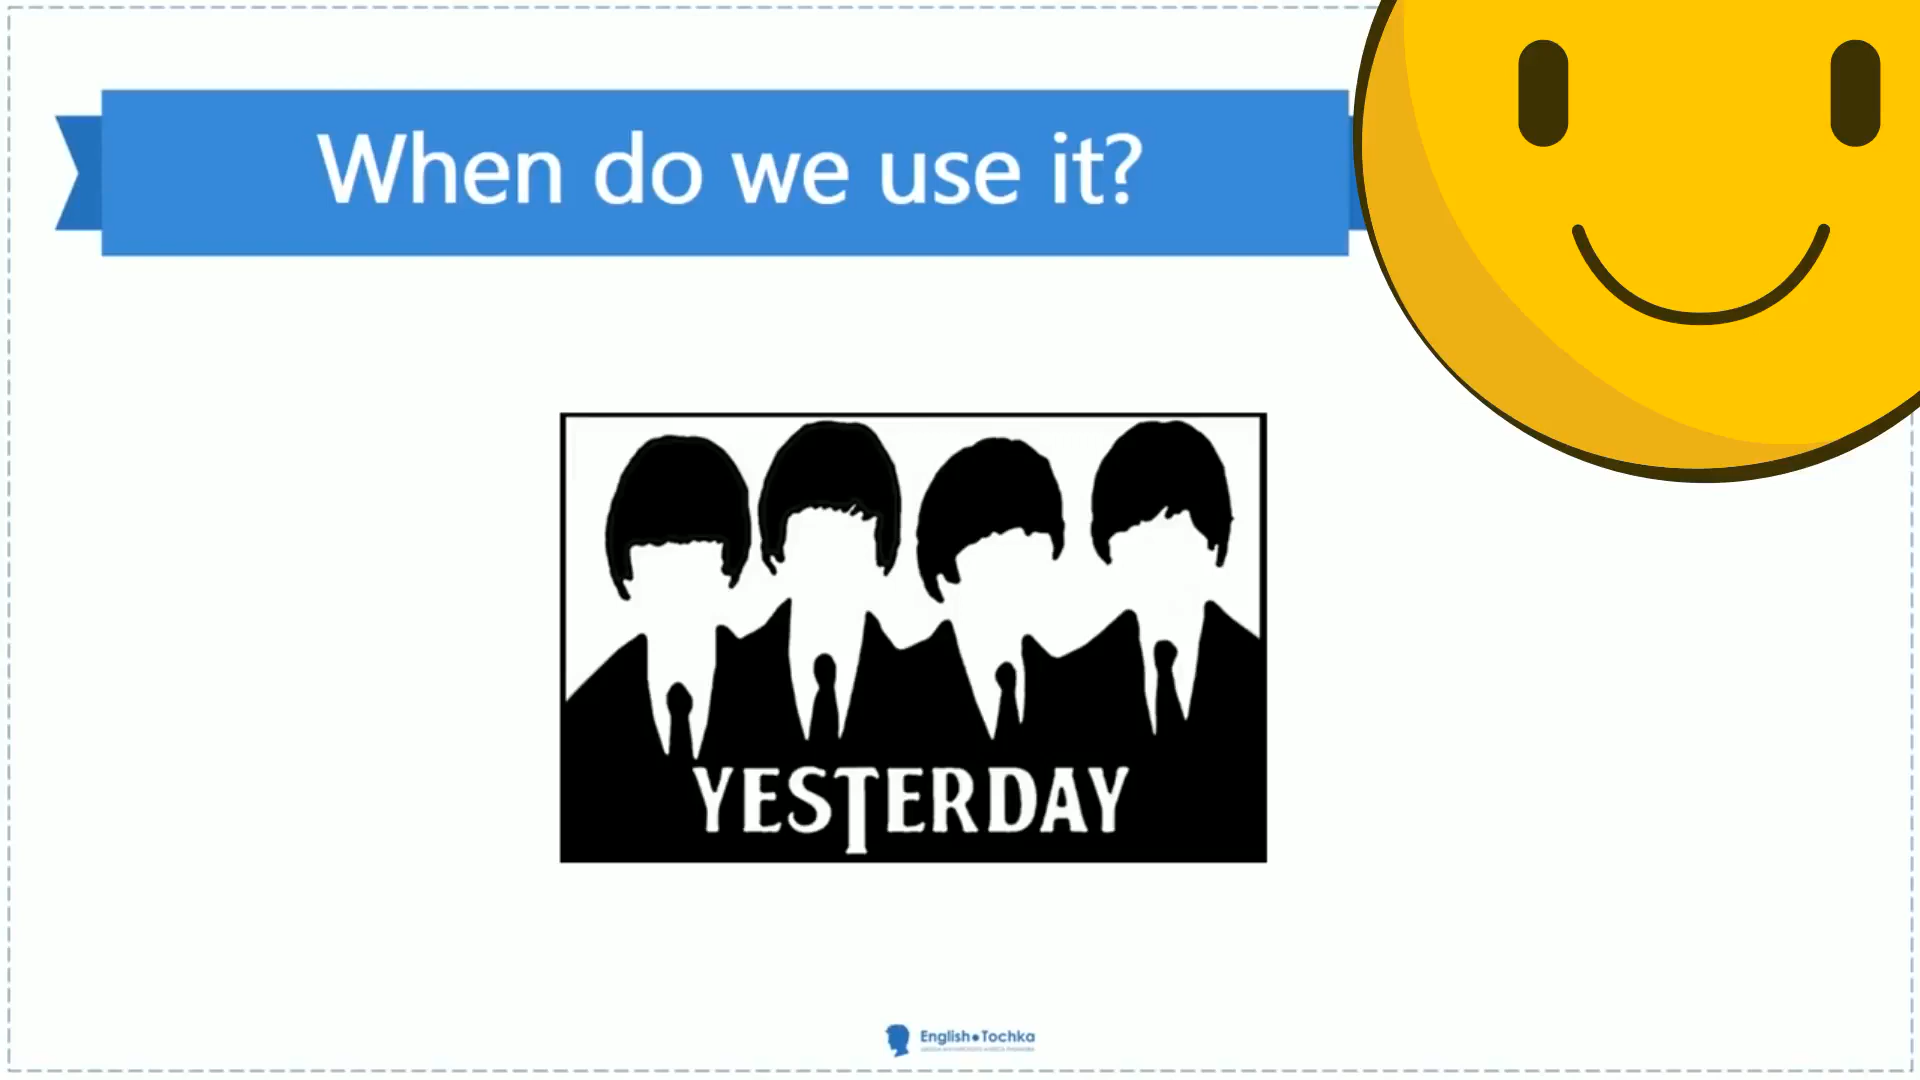 When do we use it?
YESTERDAY
English•Tochka